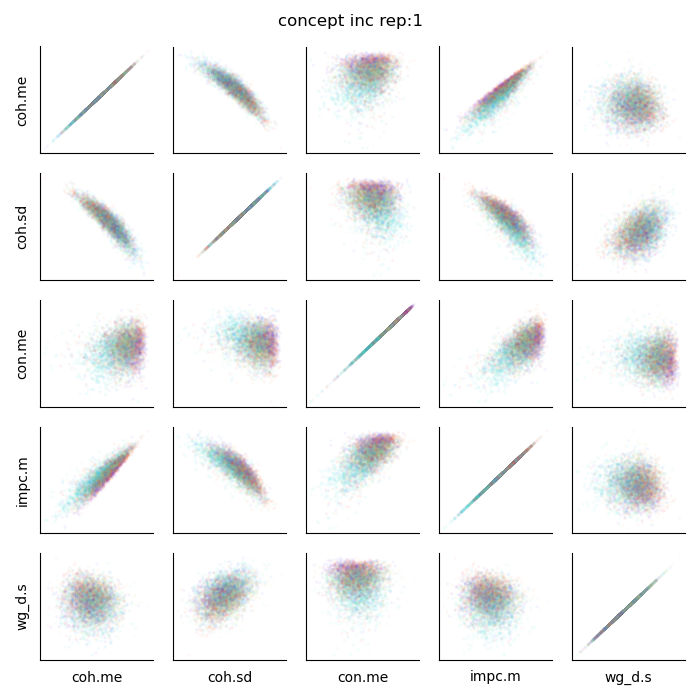 concept inc rep:1
coh.me
coh.sd
con.me
impc.m
wg_d.s
coh.me coh.sd con.me impc.m wg_d.s